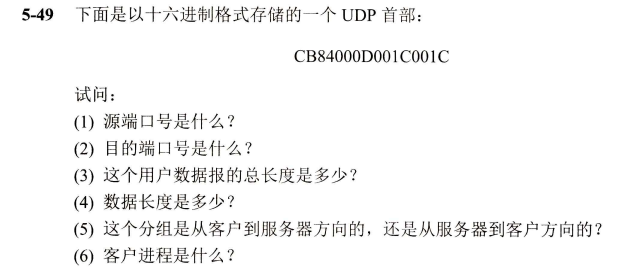 5-49 下面是以十六进制格式存储的一个 UDP 首部：
CB84000D001C001C
试问：
(1) 源端口号是什么？
(2) 目的端口号是什么？
(3) 这个用户数据报的总长度是多少？
(4) 数据长度是多少？
(5) 这个分组是从客户到服务器方向的，还是从服务器到客户方向的？
(6) 客户进程是什么？